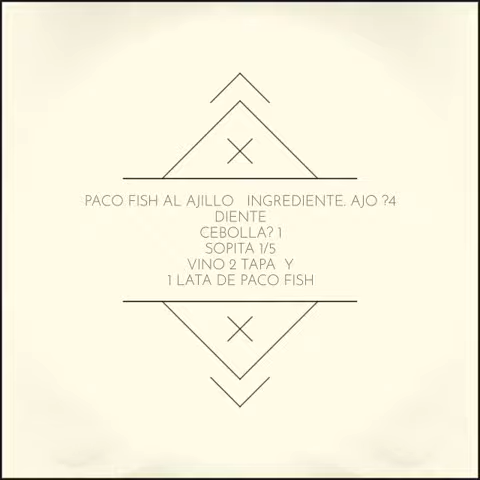 PACO FISH AL AJILLO   INGREDIENTE. AJO ?4
DIENTE
CEBOLLA? 1
SOPITA 1/5
VINO 2 TAPA  Y
1 LATA DE PACO FISH